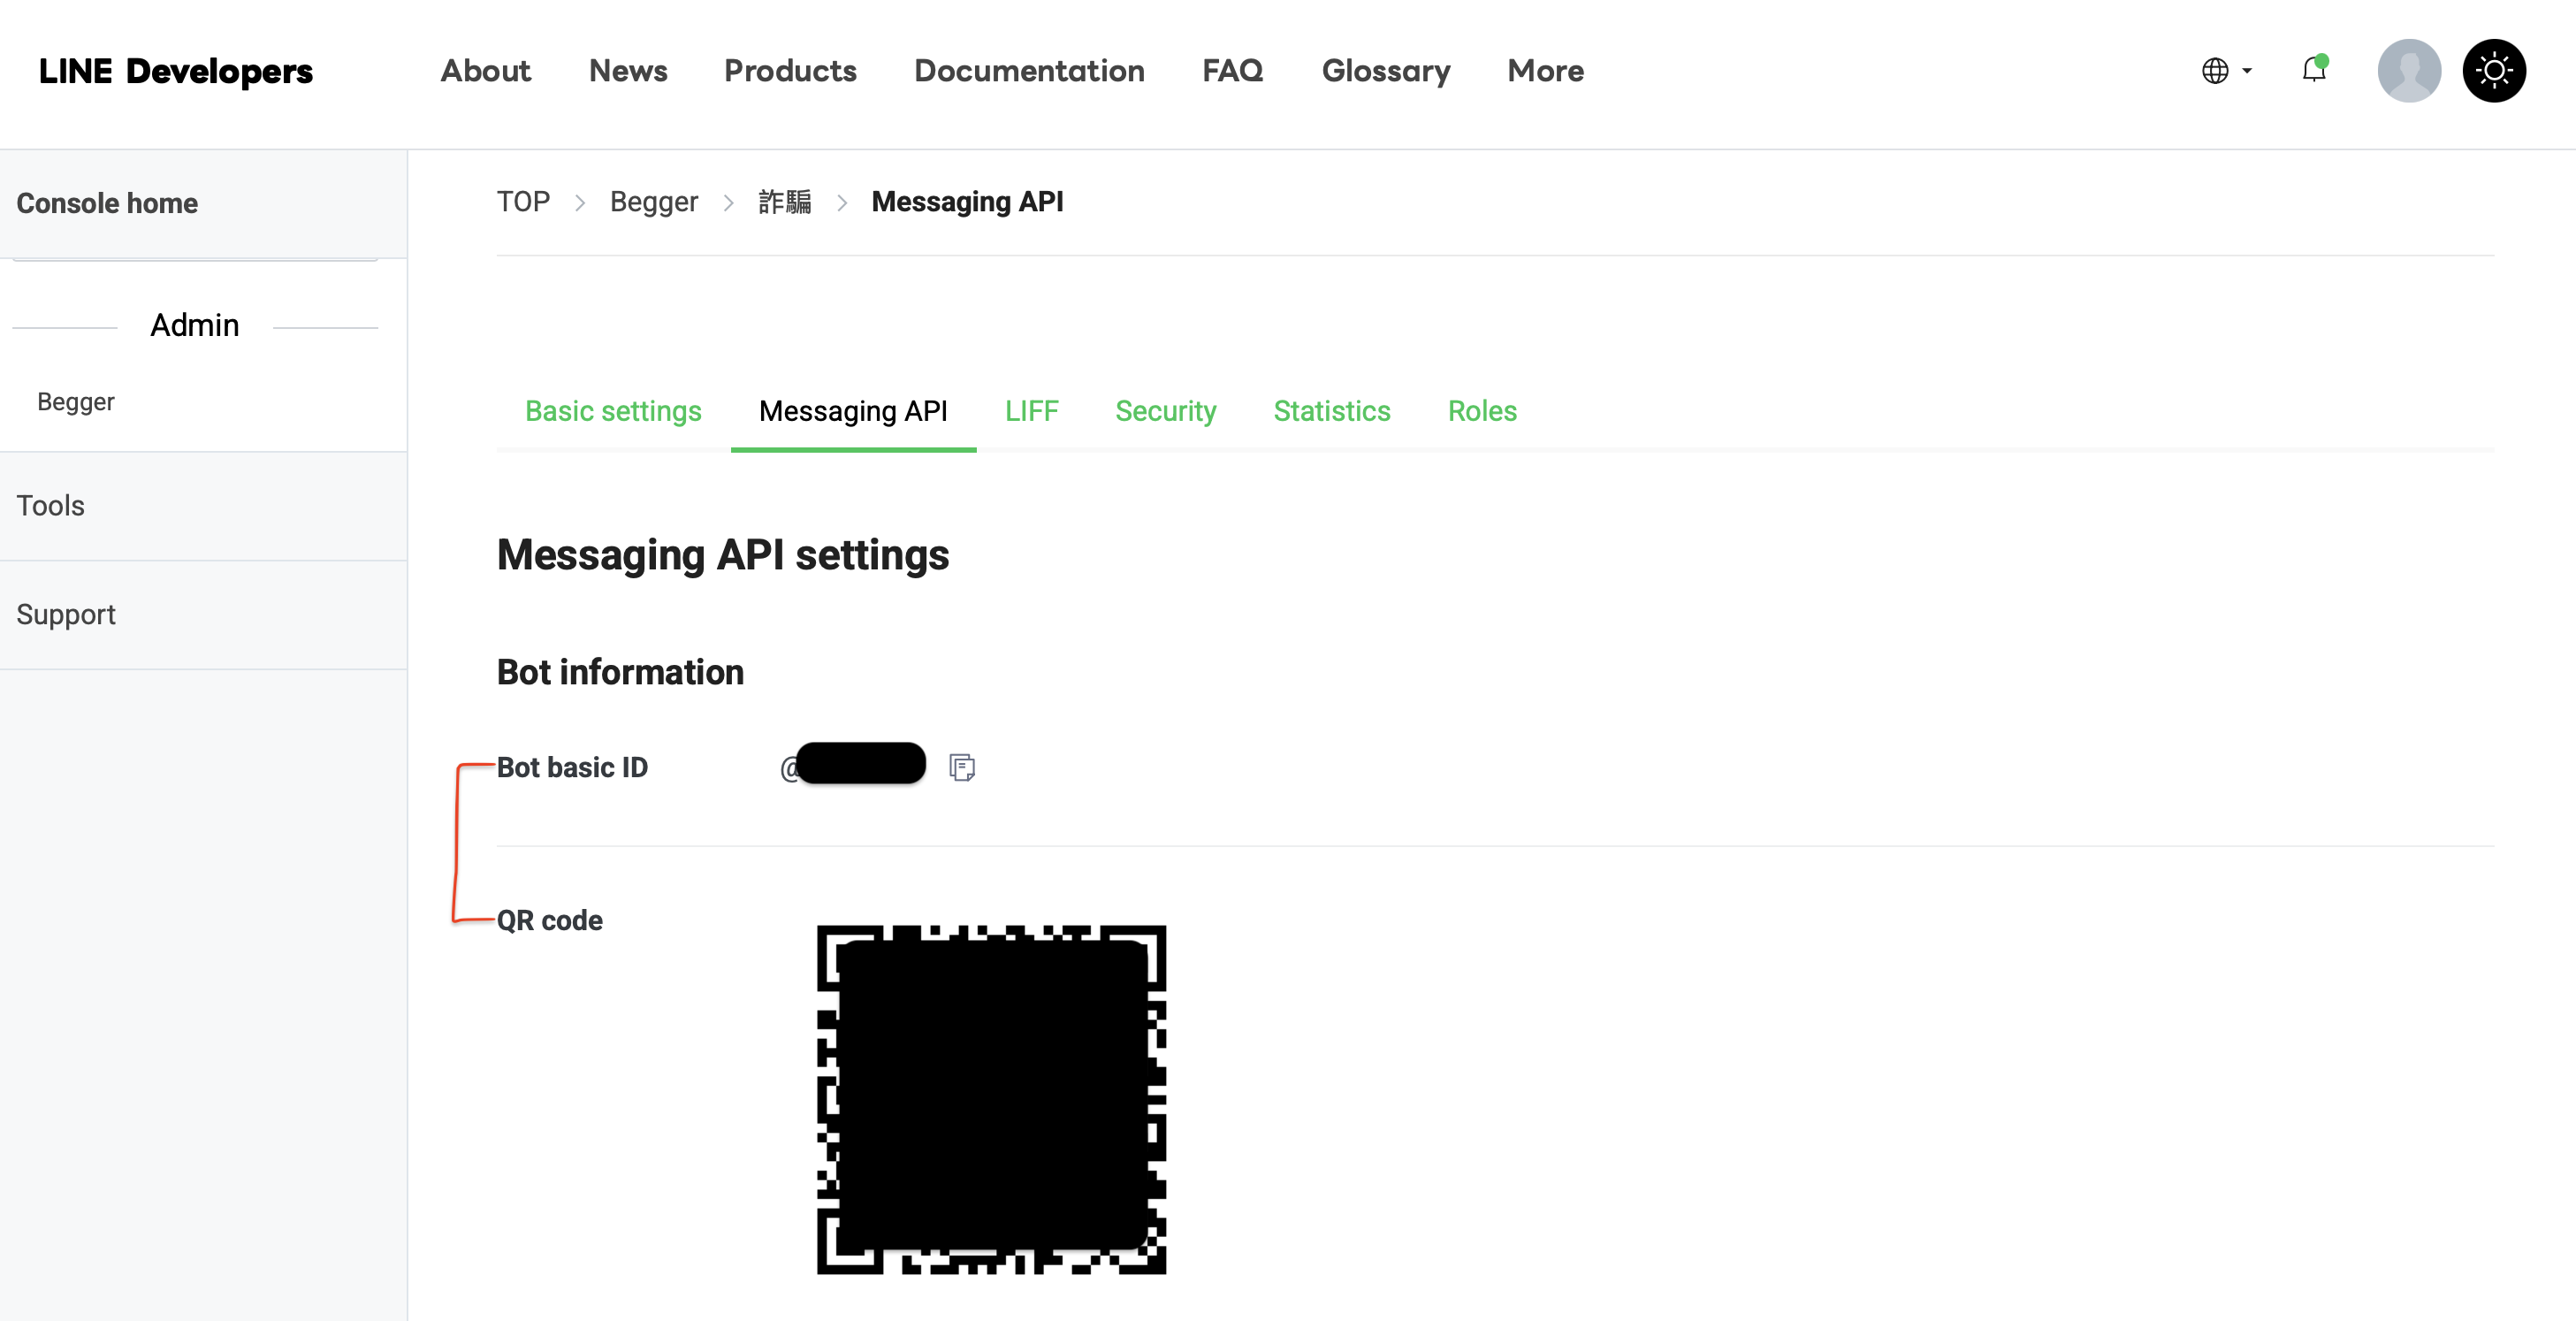 LINE Developers About News Products Documentation FAQ Glossary More
Console home
Admin
Begger
Tools
Support
TOP > Begger > 詐騙 > Messaging API
Basic settings Messaging API LIFF Security Statistics Roles
Messaging API settings
Bot information
Bot basic ID @
QR code